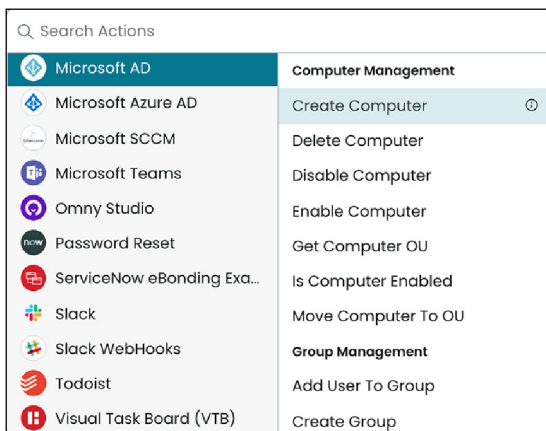 Search Actions
Microsoft AD
Microsoft Azure AD
Microsoft SCCM
Microsoft Teams
Omny Studio
now
Password Reset
ServiceNow eBonding Exa...
Slack
Slack WebHooks
Todoist
Visual Task Board (VTB)
Computer Management
Create Computer
Delete Computer
Disable Computer
Enable Computer
Get Computer OU
Is Computer Enabled
Move Computer To OU
Group Management
Add User To Group
Create Group